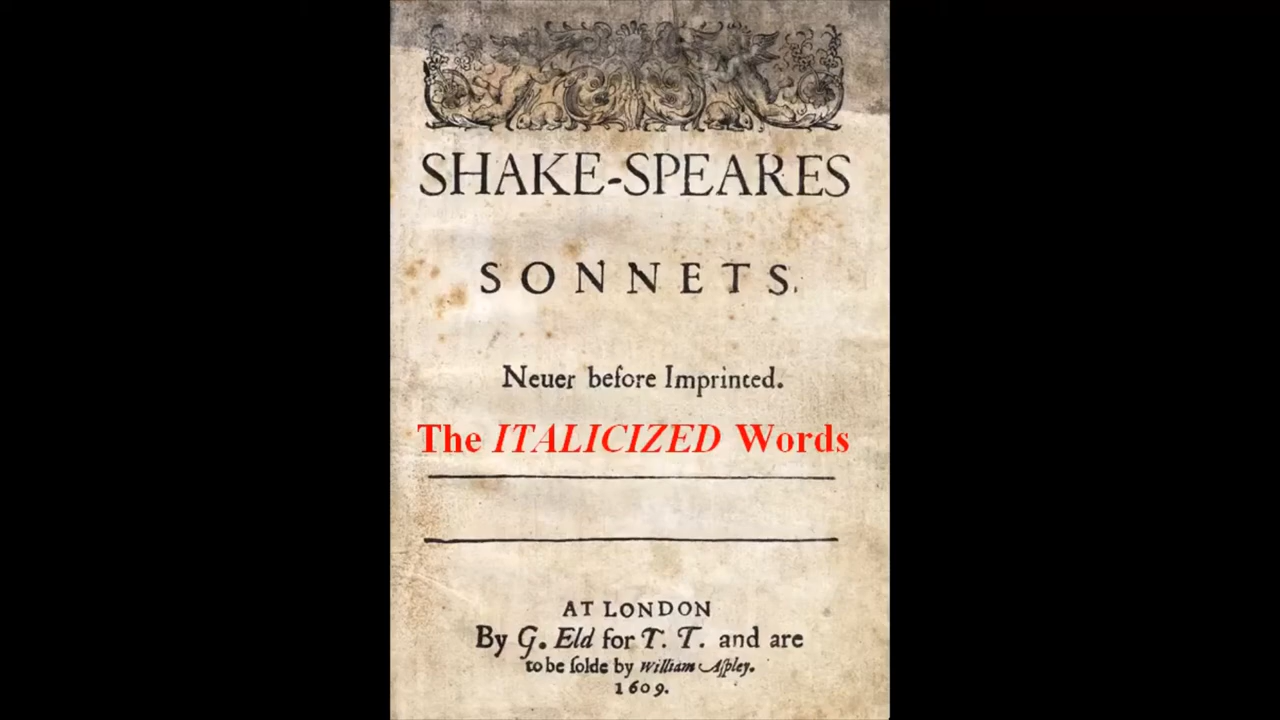 SHAKE-SPEARES
SONNETS.
Neuer before Imprinted.
The ITALICIZED Words
AT LONDON
By G. Eld for T. T. and are
to be ſolde by William Aſpley.
1609.